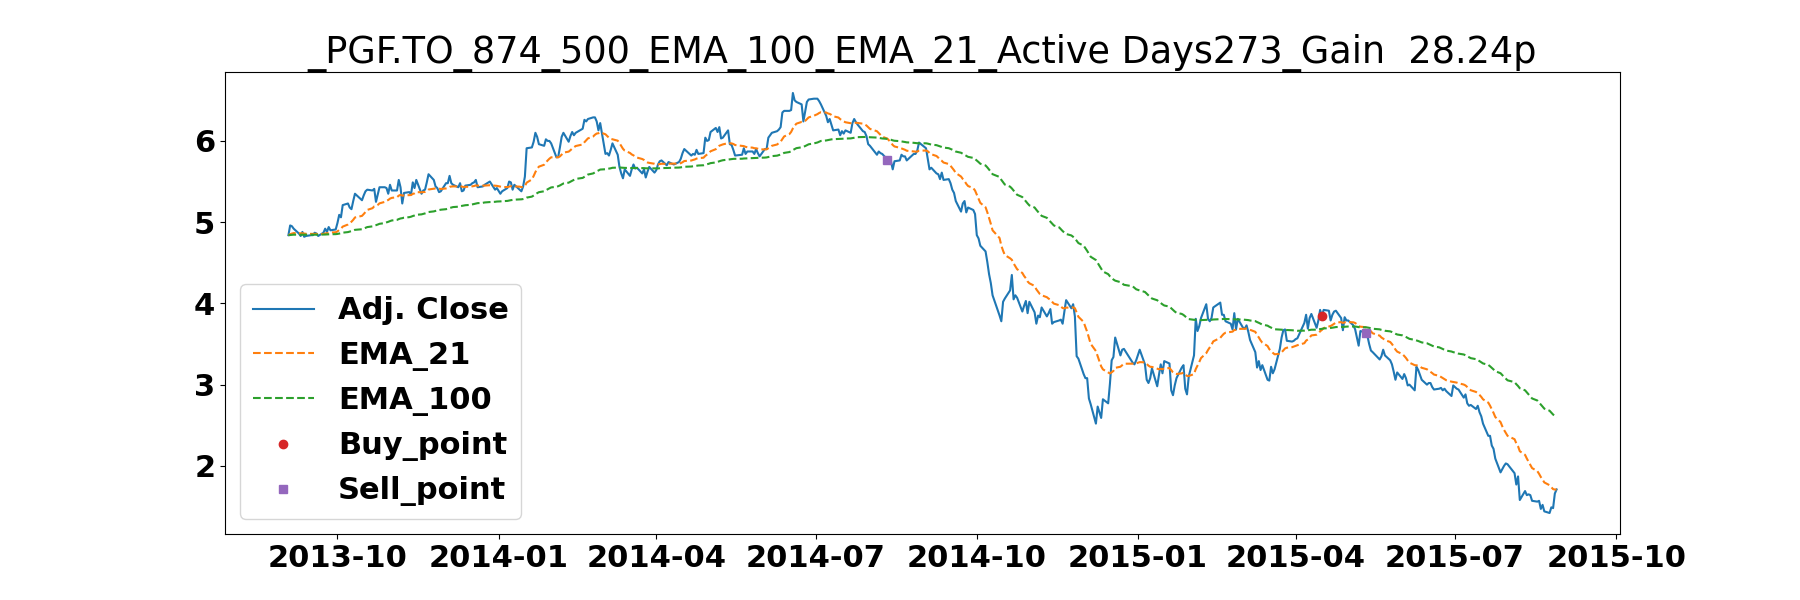 _PGF.TO_874_500_EMA_100_EMA_21_Active Days273_Gain  28.24p
6
5
4
3
2
Adj. Close
EMA_21
EMA_100
Buy_point
Sell_point
2013-10 2014-01 2014-04 2014-07 2014-10 2015-01 2015-04 2015-07 2015-10